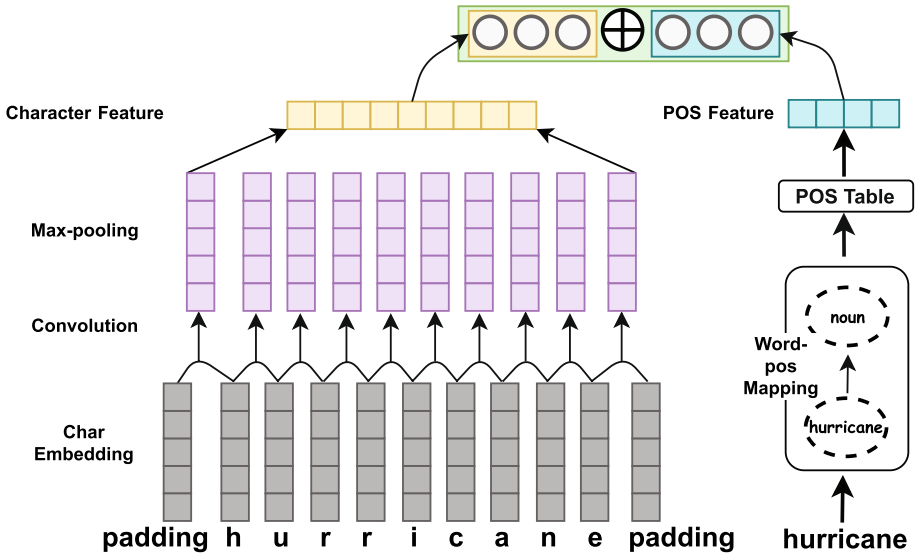 Character Feature
POS Feature
POS Table
Max-pooling
Convolution
noun
Word-
pos
Mapping
hurricane
Char
Embedding
padding h u r r i c a n e padding
hurricane